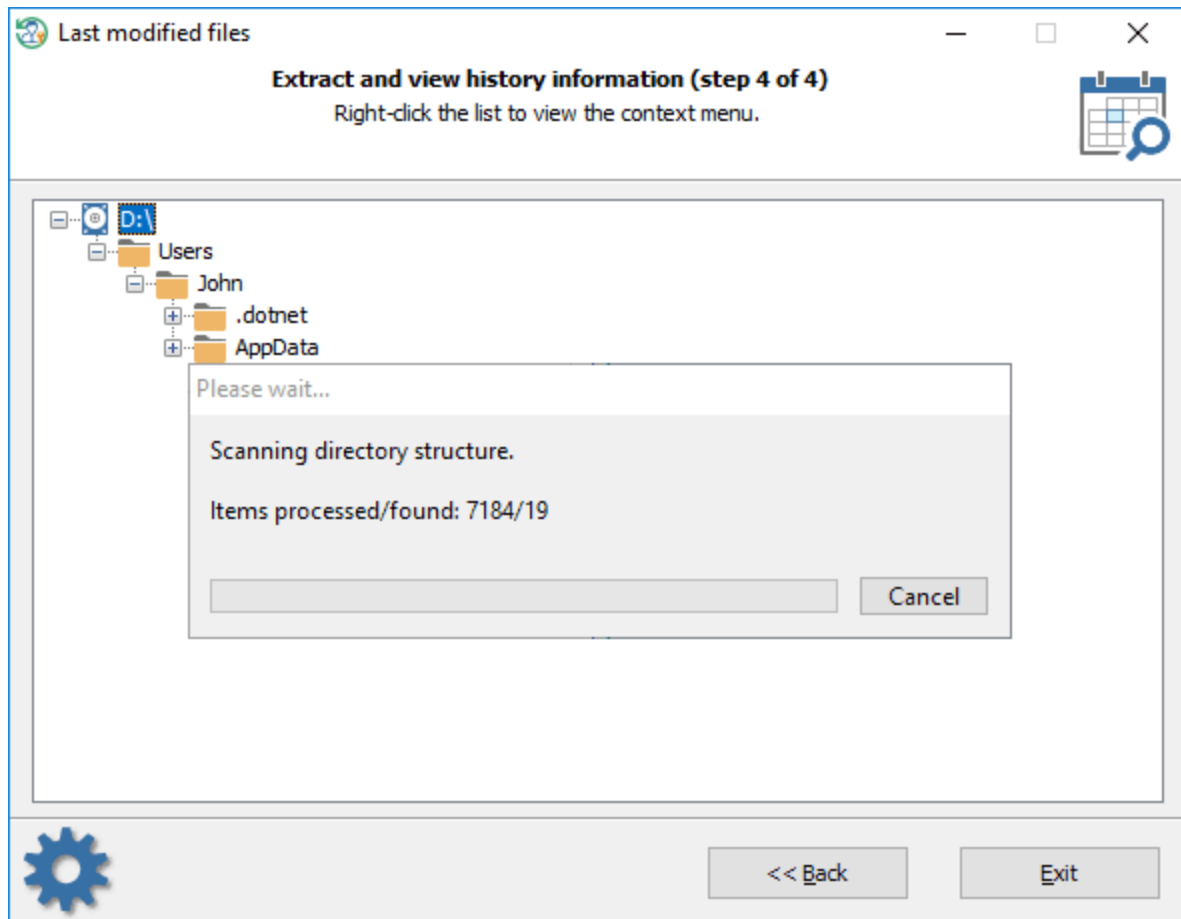 Last modified files
Extract and view history information (step 4 of 4)
Right-click the list to view the context menu.
D:\
Users
John
.dotnet
AppData
Please wait...
Scanning directory structure.
Items processed/found: 7184/19
Cancel
<< Back
Exit